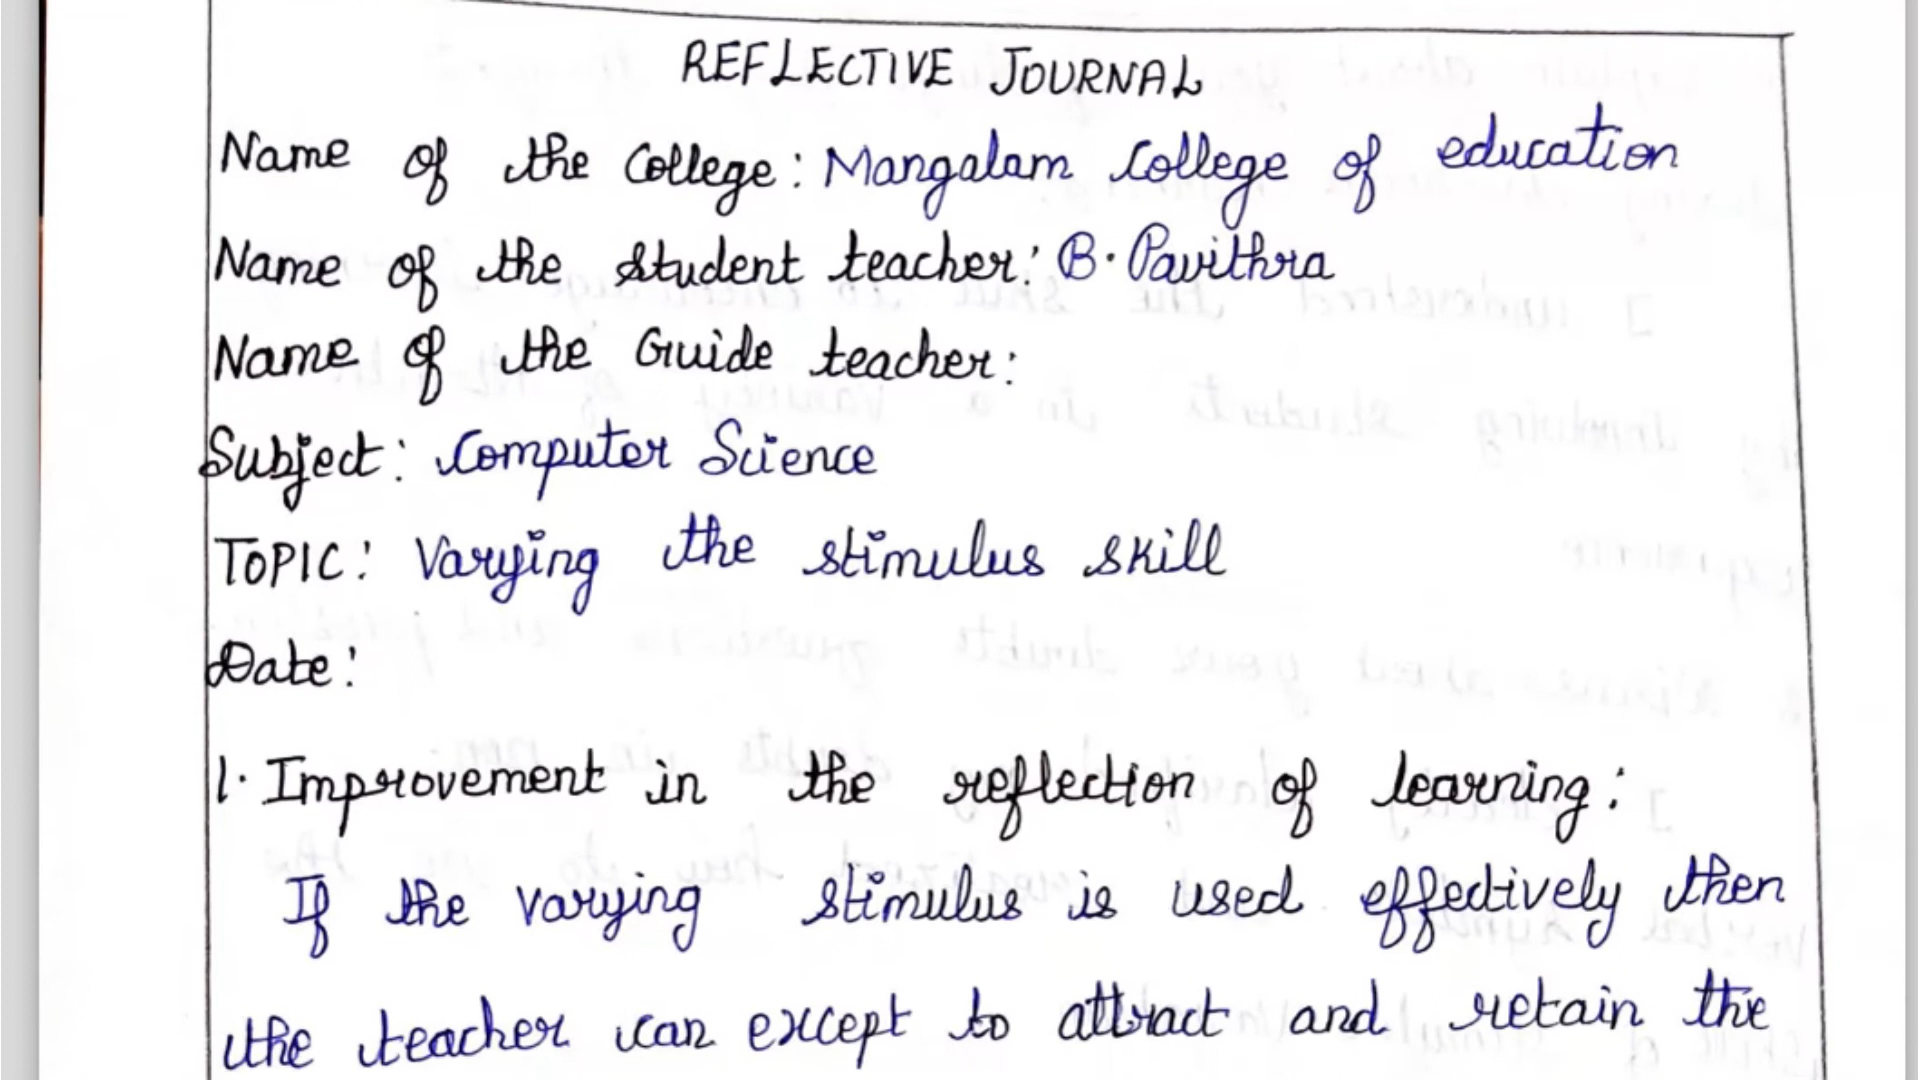 REFLECTIVE JOURNAL
Name of the College: Mangalam College of education
Name of the student teacher: B. Pavithra
Name of the Guide teacher:
Subject: Computer Science
TOPIC: Varying the stimulus skill
Date:
1. Improvement in the reflection of learning:
If the varying stimulus is used effectively then
the teacher can except to attract and retain the